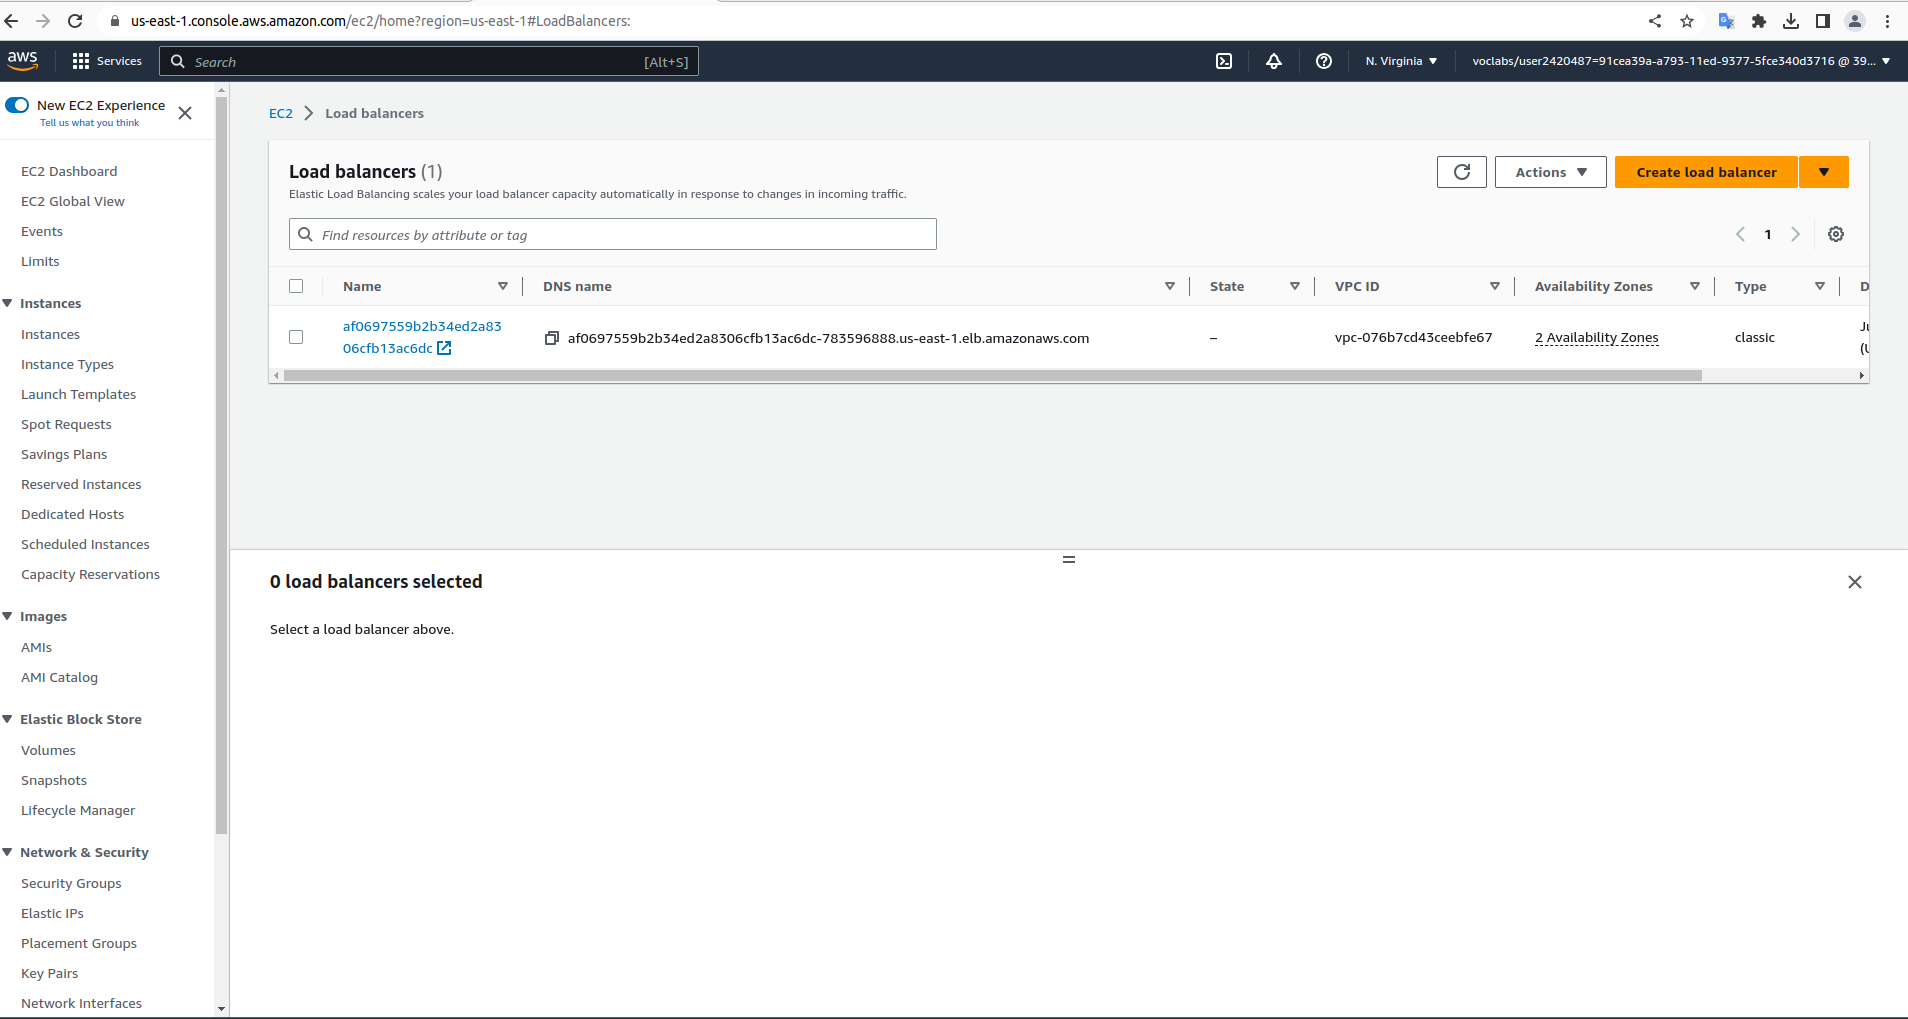 us-east-1.console.aws.amazon.com/ec2/home?region=us-east-1#LoadBalancers:
aws
Services
Search
[Alt+S]
N. Virginia
voclabs/user2420487=91cea39a-a793-11ed-9377-5fce340d3716 @ 39...
New EC2 Experience
Tell us what you think
EC2 Dashboard
EC2 Global View
Events
Limits
Instances
Instances
Instance Types
Launch Templates
Spot Requests
Savings Plans
Reserved Instances
Dedicated Hosts
Scheduled Instances
Capacity Reservations
Images
AMIs
AMI Catalog
Elastic Block Store
Volumes
Snapshots
Lifecycle Manager
Network & Security
Security Groups
Elastic IPs
Placement Groups
Key Pairs
Network Interfaces
EC2
Load balancers
Load balancers (1)
Elastic Load Balancing scales your load balancer capacity automatically in response to changes in incoming traffic.
Actions
Create load balancer
Find resources by attribute or tag
1
Name
DNS name
State
VPC ID
Availability Zones
Type
D
af0697559b2b34ed2a83
06cfb13ac6dc
af0697559b2b34ed2a8306cfb13ac6dc-783596888.us-east-1.elb.amazonaws.com
–
vpc-076b7cd43ceebfe67
2 Availability Zones
classic
0 load balancers selected
Select a load balancer above.